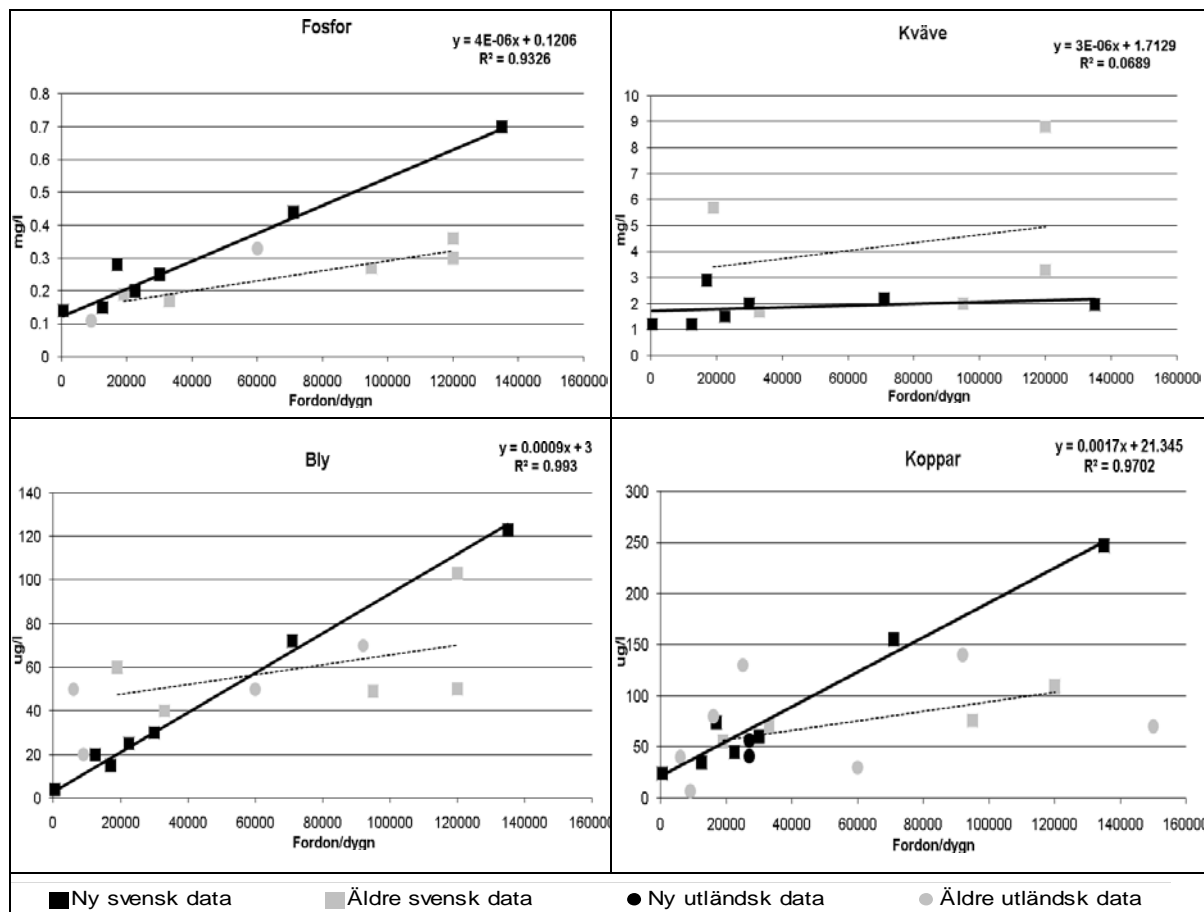 Fosfor
y = 4E-06x + 0.1206
R² = 0.9326
0.8
0.7
0.6
0.5
0.4
0.3
0.2
0.1
0
mg/l
0 20000 40000 60000 80000 100000 120000 140000 160000
Fordon/dygn
Kväve
y = 3E-06x + 1.7129
R² = 0.0689
10
9
8
7
6
5
4
3
2
1
0
mg/l
0 20000 40000 60000 80000 100000 120000 140000 160000
Fordon/dygn
Bly
y = 0.0009x + 3
R² = 0.993
140
120
100
80
60
40
20
0
ug/l
0 20000 40000 60000 80000 100000 120000 140000 160000
Fordon/dygn
Koppar
y = 0.0017x + 21.345
R² = 0.9702
300
250
200
150
100
50
0
ug/l
0 20000 40000 60000 80000 100000 120000 140000 160000
Fordon/dygn
Ny svensk data Äldre svensk data Ny utländsk data Äldre utländsk data